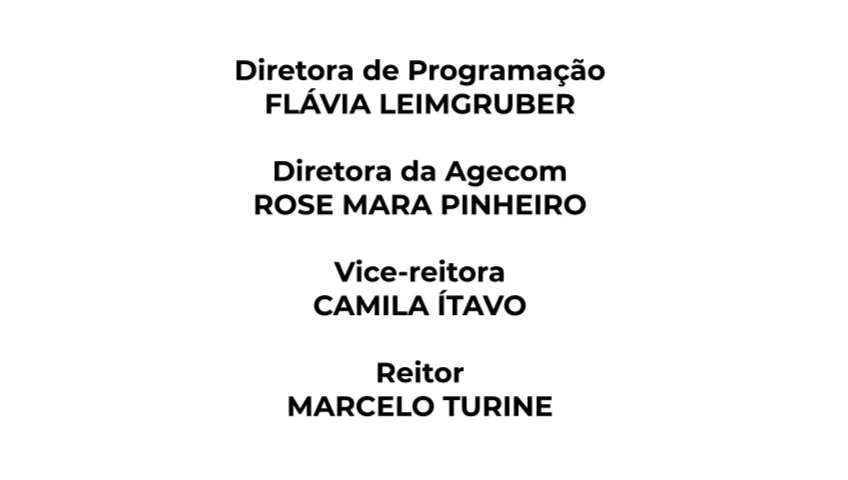 Diretora de Programação
FLÁVIA LEIMGRUBER
Diretora da Agecom
ROSE MARA PINHEIRO
Vice-reitora
CAMILA ÍTAVO
Reitor
MARCELO TURINE